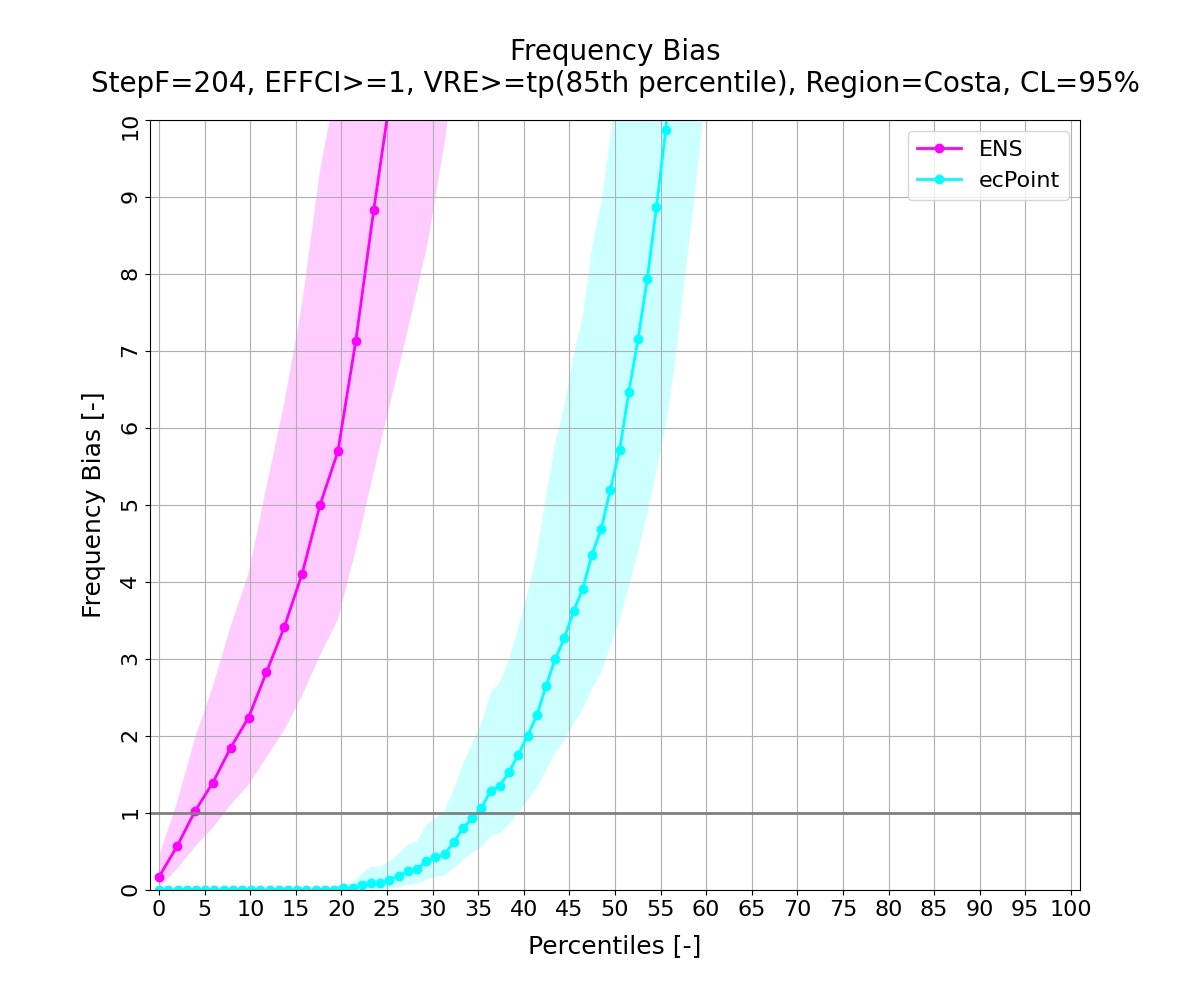 Frequency Bias
StepF=204, EFFCI>=1, VRE>=tp(85th percentile), Region=Costa, CL=95%
ENS
ecPoint
Frequency Bias [-]
10
9
8
7
6
5
4
3
2
1
0
0 5 10 15 20 25 30 35 40 45 50 55 60 65 70 75 80 85 90 95 100
Percentiles [-]